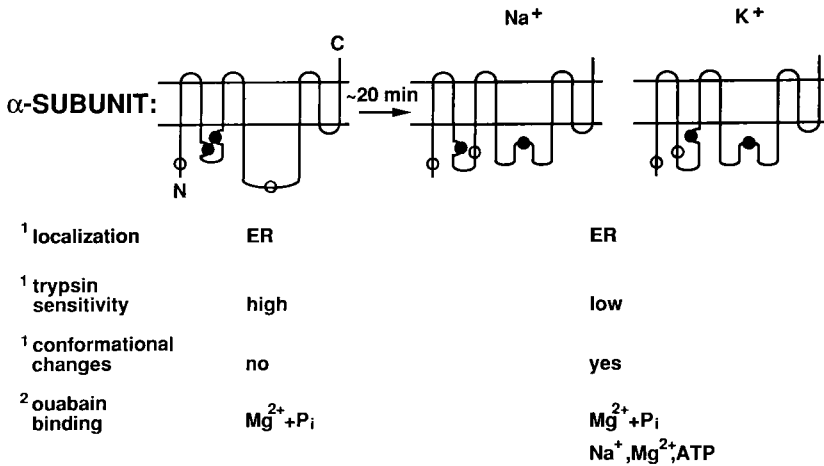 Na+ K+
C
α-SUBUNIT: ~20 min
N
1 localization ER ER
1 trypsin
sensitivity high low
1 conformational
changes no yes
2 ouabain
binding Mg2++Pi Mg2++Pi
Na+,Mg2+,ATP